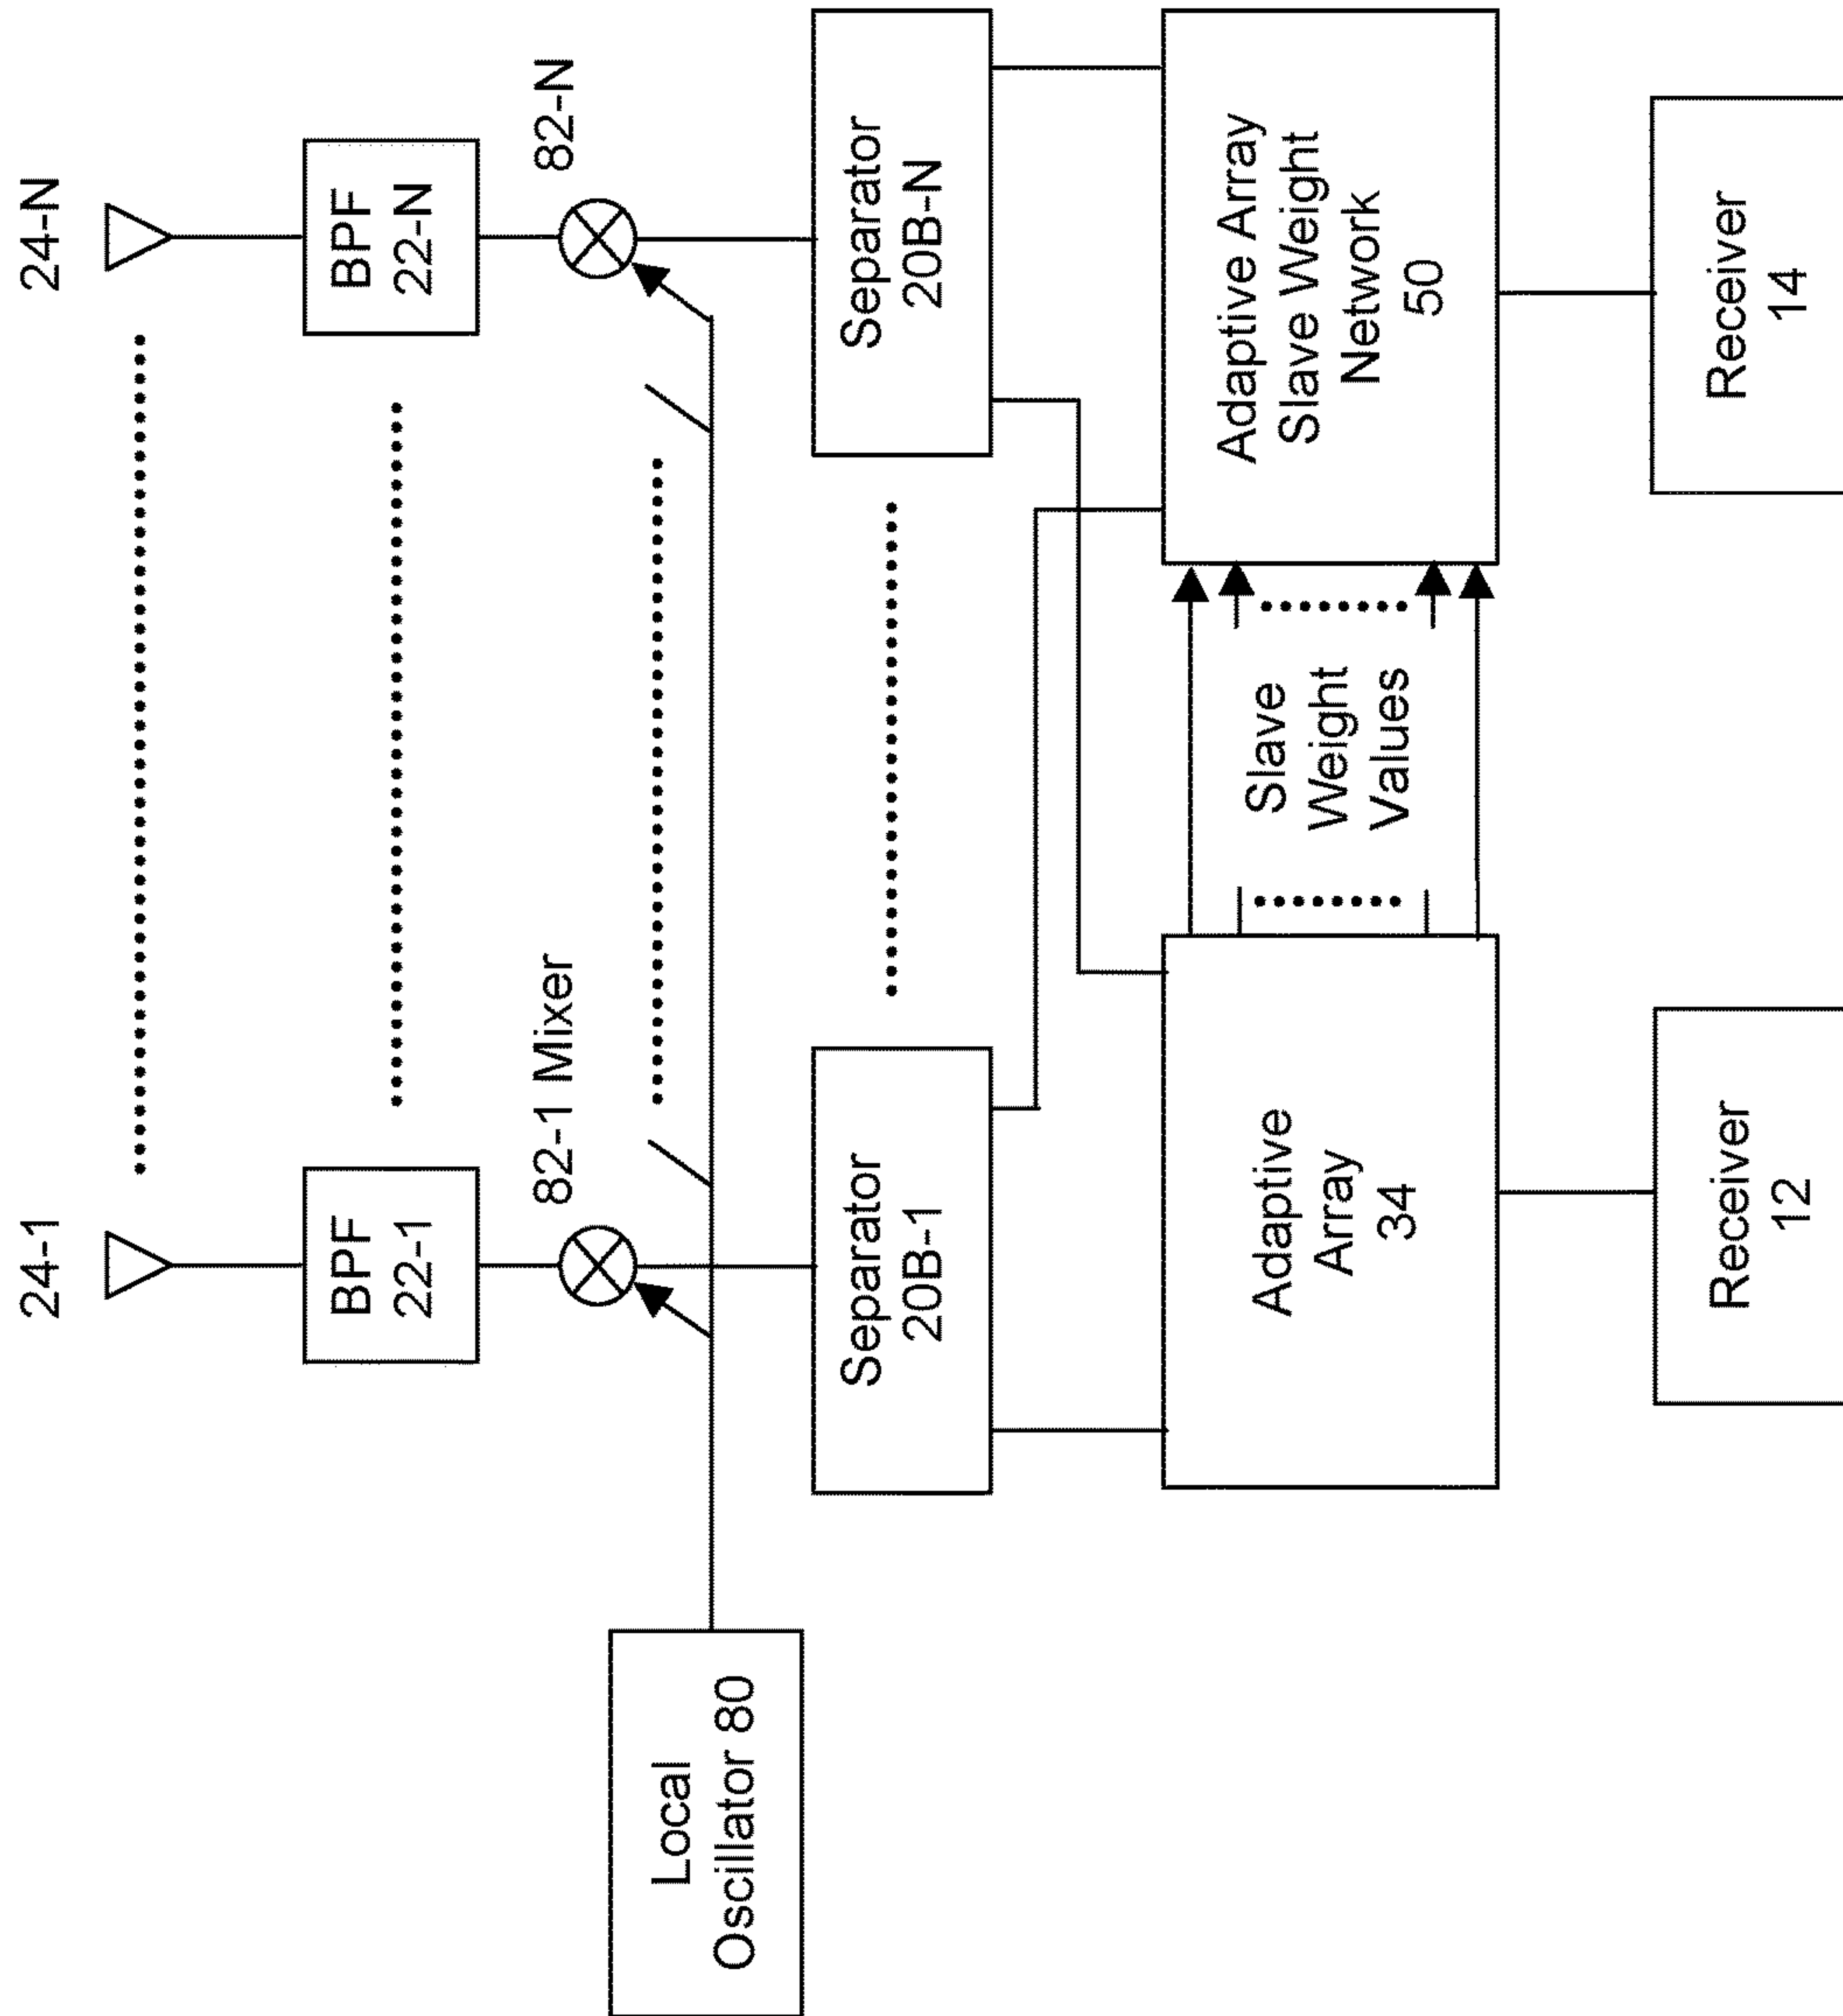 24-1
24-N
BPF
22-1
BPF
22-N
82-1 Mixer
82-N
Local
Oscillator 80
Separator
20B-1
Separator
20B-N
Adaptive
Array
34
Slave
Weight
Values
Adaptive Array
Slave Weight
Network
50
Receiver
12
Receiver
14